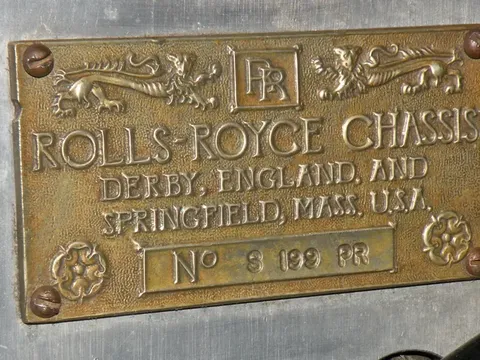 RR
ROLLS-ROYCE CHASSIS
DERBY, ENGLAND, AND
SPRINGFIELD, MASS, U.S.A.
No S 199 PR